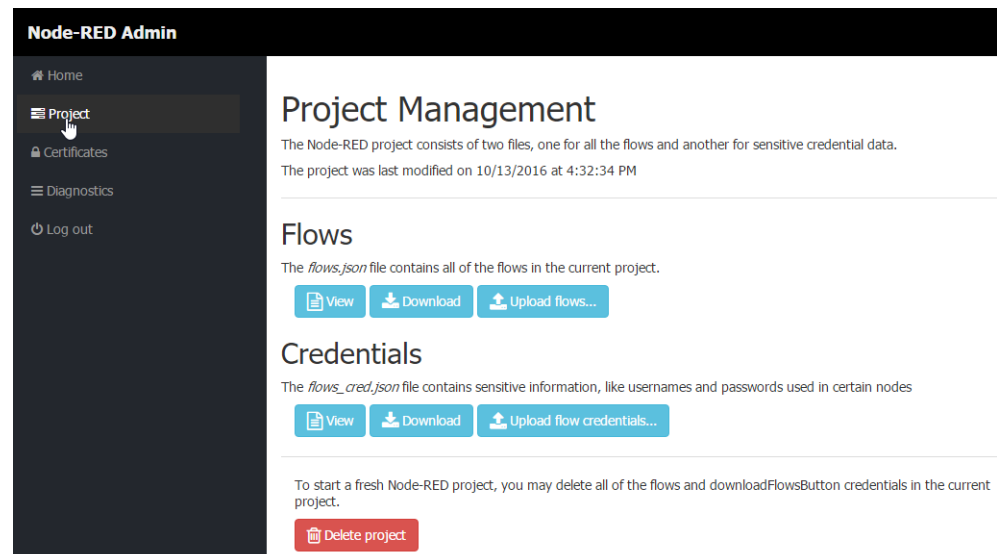 Node-RED Admin
Home
Project
Certificates
Diagnostics
Log out
Project Management
The Node-RED project consists of two files, one for all the flows and another for sensitive credential data.
The project was last modified on 10/13/2016 at 4:32:34 PM
Flows
The flows.json file contains all of the flows in the current project.
View Download Upload flows...
Credentials
The flows_cred.json file contains sensitive information, like usernames and passwords used in certain nodes
View Download Upload flow credentials...
To start a fresh Node-RED project, you may delete all of the flows and downloadFlowsButton credentials in the current
project.
Delete project